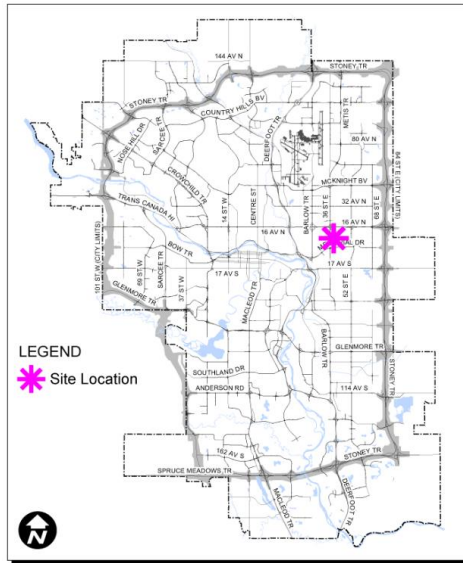 144 AV N
STONEY TR
STONEY TR
COUNTRY HILLS BV
METIS TR
NOSE HILL DR
SARCEE TR
DEERFOOT TR
80 AV N
CROWCHILD TR
MCKNIGHT BV
84 ST E (CITY LIMITS)
TRANS CANADA HI
14 ST W
CENTRE ST
BARLOW TR
36 ST E
32 AV N
68 ST E
16 AV N
16 AV N
BOW TR
17 AV S
17 AV S
101 ST W (CITY LIMITS)
69 ST W
SARCEE TR
37 ST W
MACLEOD TR
52 ST E
GLENMORE TR
BARLOW TR
GLENMORE TR
LEGEND
Site Location
SOUTHLAND DR
ANDERSON RD
114 AV S
STONEY TR
162 AV S
STONEY TR
SPRUCE MEADOWS TR
MACLEOD TR
DEERFOOT TR
N